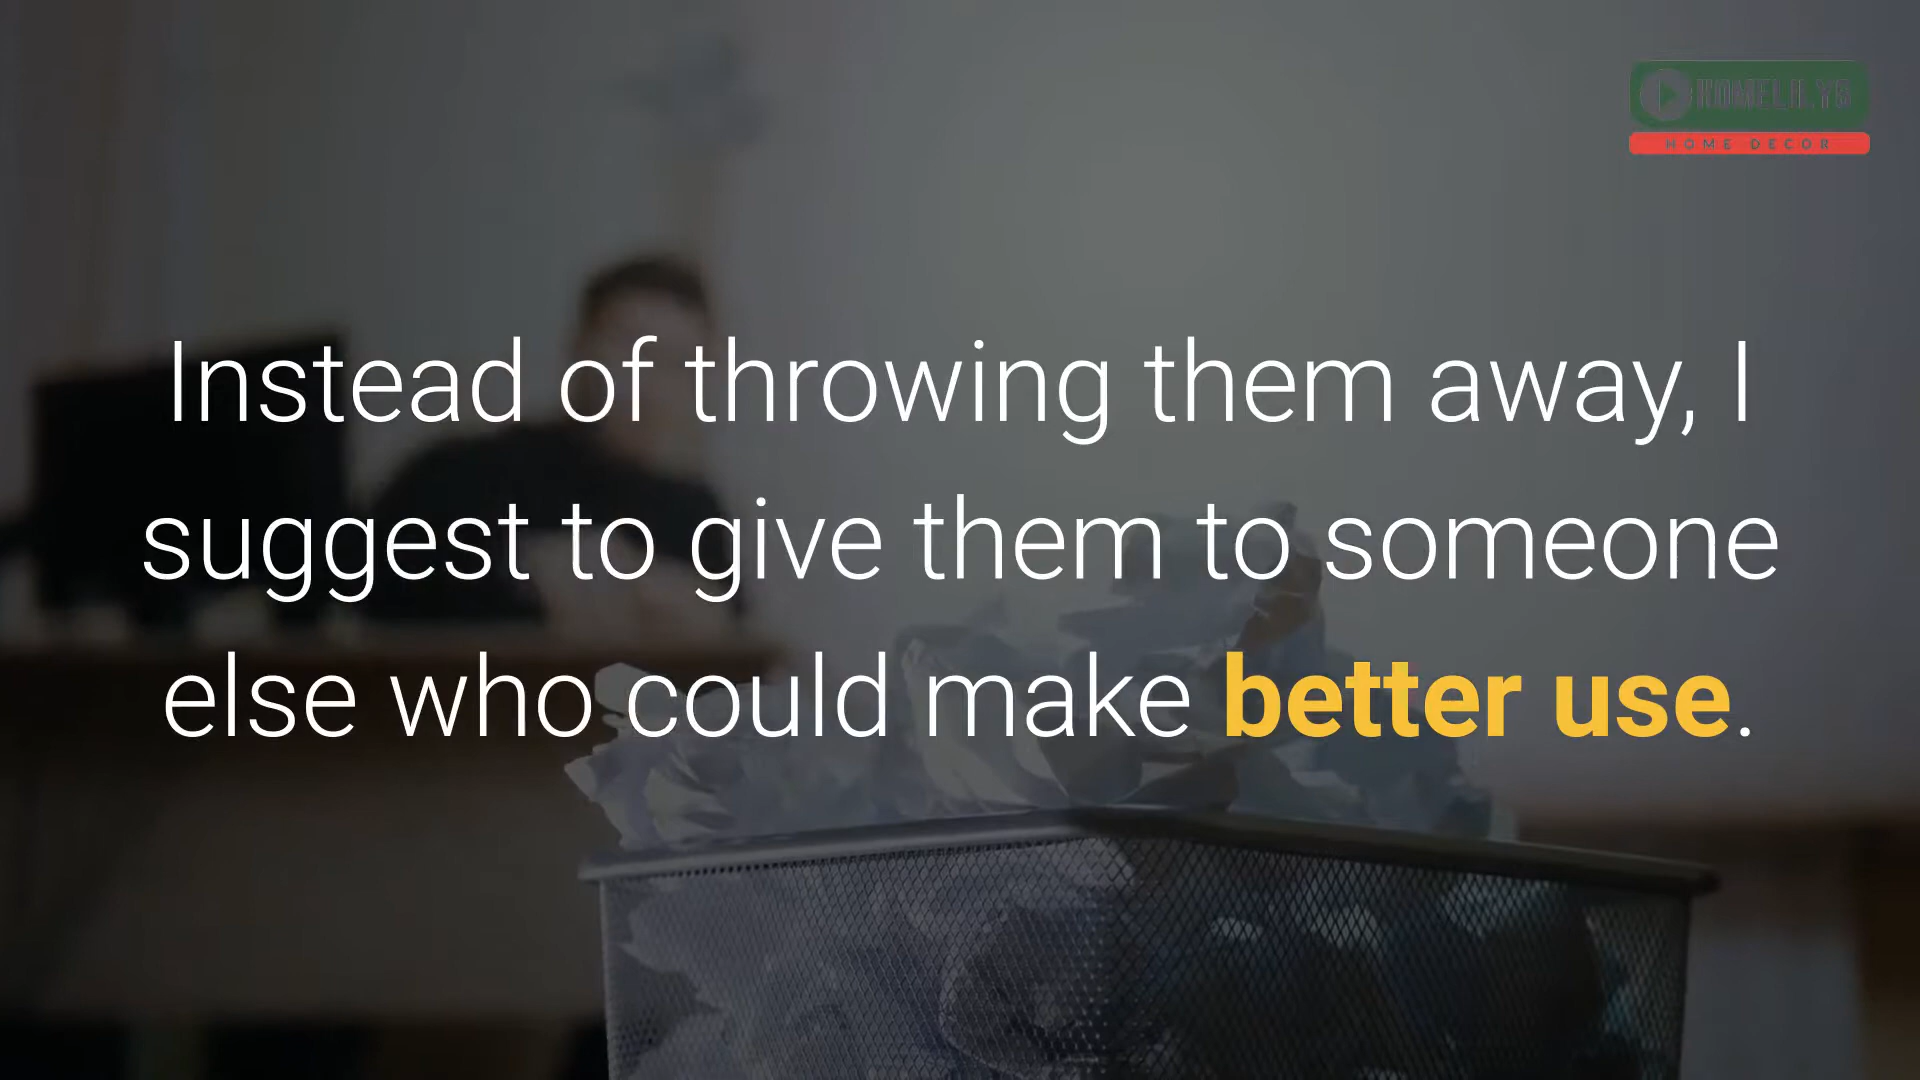 HOMELILYS
HOME DECOR
Instead of throwing them away, I
suggest to give them to someone
else who could make better use.